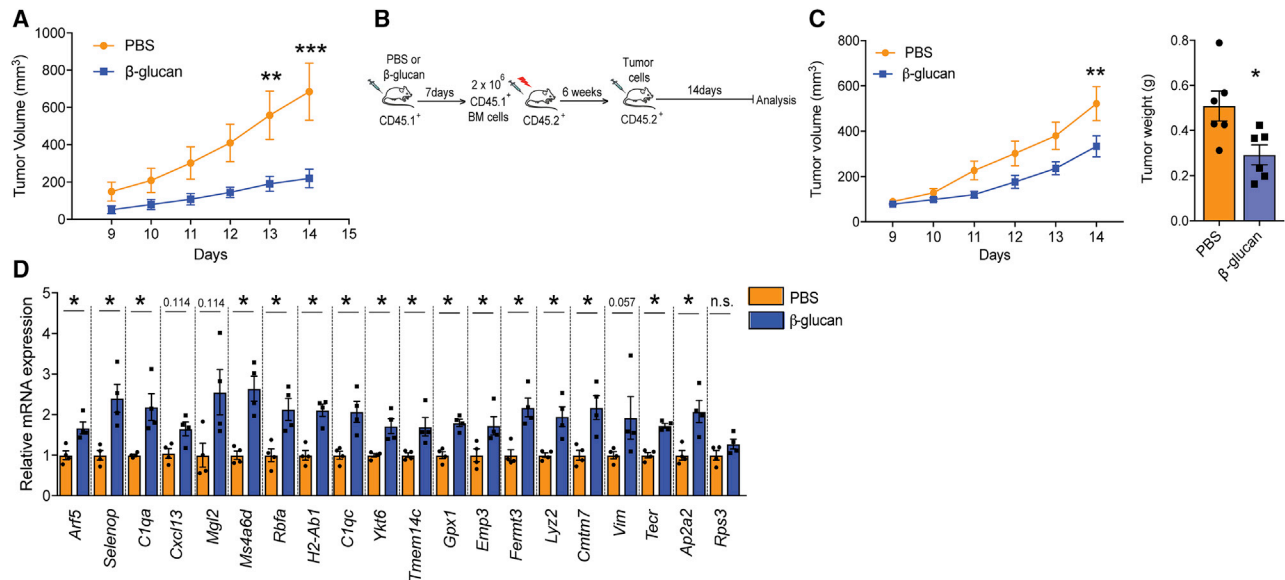 A
Tumor Volume (mm³)
1000
800
600
400
200
0
9 10 11 12 13 14 15
Days
PBS
β-glucan
**
***
B
PBS or
β-glucan
CD45.1⁺
7days
2 x 10⁶
CD45.1⁺
BM cells
CD45.2⁺
6 weeks
Tumor
cells
CD45.2⁺
14days
Analysis
C
Tumor volume (mm³)
800
600
400
200
0
9 10 11 12 13 14
Days
PBS
β-glucan
**
Tumor weight (g)
0.8
0.6
0.4
0.2
0.0
*
PBS
β-glucan
D
Relative mRNA expression
5
4
3
2
1
0
* * * 0.114 0.114 * * * * * * * * * * * 0.057 * * n.s.
PBS
β-glucan
Arf5
Selenop
C1qa
Cxcl13
Mgl2
Ms4a6d
Rbfa
H2-Ab1
C1qc
Ykt6
Tmem14c
Gpx1
Emp3
Fermt3
Lyz2
Cmtm7
Vim
Tecr
Ap2a2
Rps3